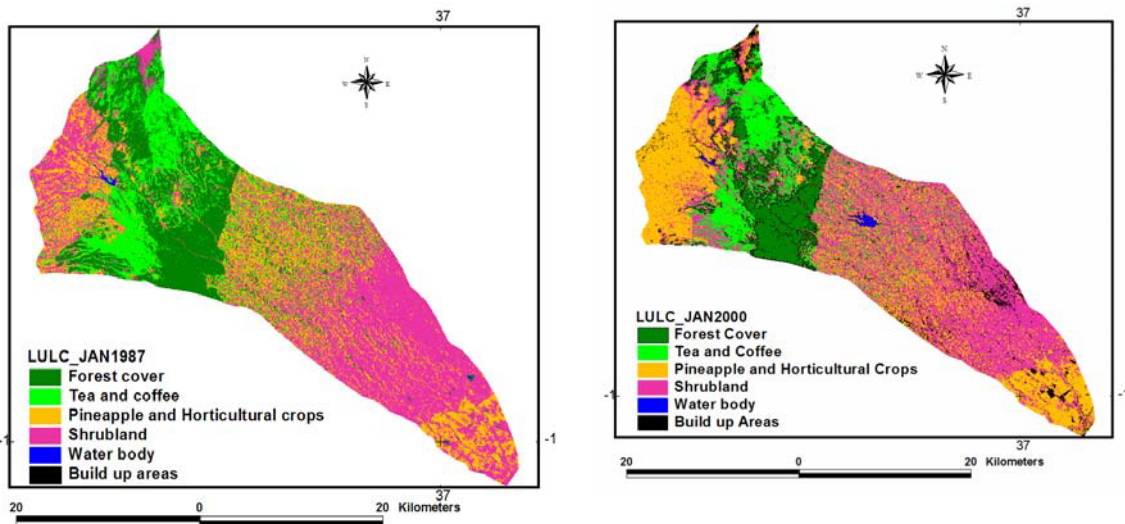 37
N
W E
S
LULC_JAN1987
Forest cover
Tea and coffee
Pineapple and Horticultural crops
Shrubland
Water body
Build up areas
-1
-1
37
20 0 20 Kilometers
37
N
W E
S
LULC_JAN2000
Forest Cover
Tea and Coffee
Pineapple and Horticultural Crops
Shrubland
Water body
Build up Areas
-1
-1
37
20 0 20 Kilometers